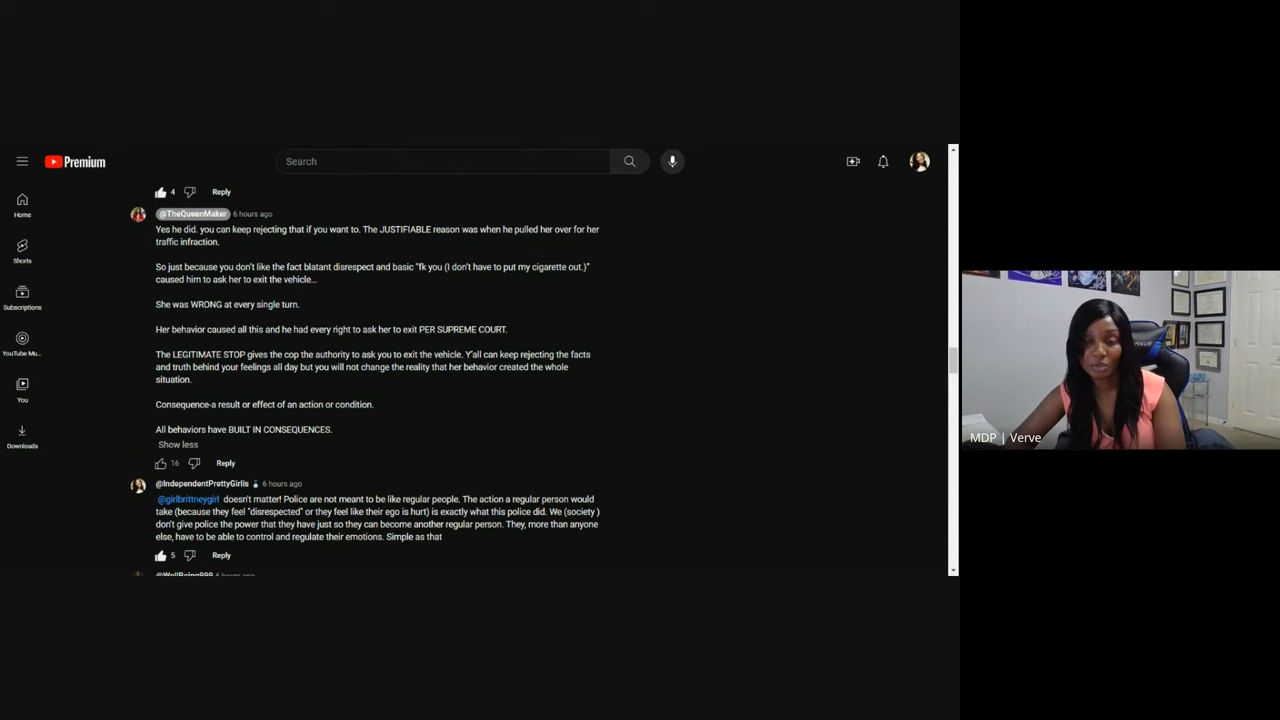 Premium
Search
Home
Shorts
Subscriptions
YouTube Mu...
You
Downloads
4
Reply
@TheQueenMaker 6 hours ago
Yes he did. you can keep rejecting that if you want to. The JUSTIFIABLE reason was when he pulled her over for her
traffic infraction.
So just because you don't like the fact blatant disrespect and basic "fk you (I don't have to put my cigarette out.)"
caused him to ask her to exit the vehicle...
She was WRONG at every single turn.
Her behavior caused all this and he had every right to ask her to exit PER SUPREME COURT.
The LEGITIMATE STOP gives the cop the authority to ask you to exit the vehicle. Y'all can keep rejecting the facts
and truth behind your feelings all day but you will not change the reality that her behavior created the whole
situation.
Consequence-a result or effect of an action or condition.
All behaviors have BUILT IN CONSEQUENCES.
Show less
16
Reply
@IndependentPrettyGirlis 6 hours ago
@girlbrittneygirl doesn't matter! Police are not meant to be like regular people. The action a regular person would
take (because they feel "disrespected" or they feel like their ego is hurt) is exactly what this police did. We (society )
don't give police the power that they have just so they can become another regular person. They, more than anyone
else, have to be able to control and regulate their emotions. Simple as that
5
Reply
@WellBeing999 6 hours ago
MDP | Verve